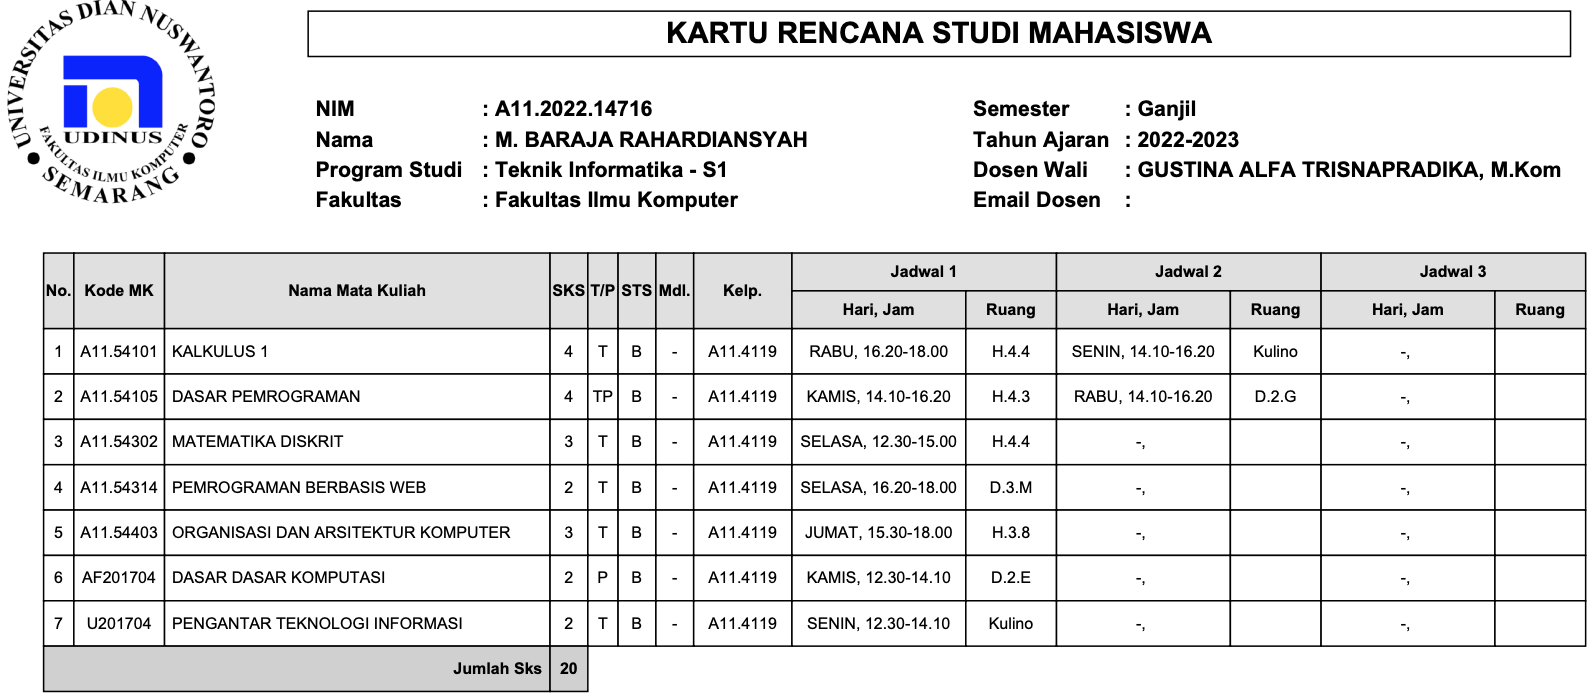 UNIVERSITAS DIAN NUSWANTORO
UDINUS
FAKULTAS ILMU KOMPUTER
SEMARANG
KARTU RENCANA STUDI MAHASISWA
NIM : A11.2022.14716 Semester : Ganjil
Nama : M. BARAJA RAHARDIANSYAH Tahun Ajaran : 2022-2023
Program Studi : Teknik Informatika - S1 Dosen Wali : GUSTINA ALFA TRISNAPRADIKA, M.Kom
Fakultas : Fakultas Ilmu Komputer Email Dosen :
No. Kode MK Nama Mata Kuliah SKS T/P STS Mdl. Kelp. Jadwal 1 Jadwal 2 Jadwal 3
Hari, Jam Ruang Hari, Jam Ruang Hari, Jam Ruang
1 A11.54101 KALKULUS 1 4 T B - A11.4119 RABU, 16.20-18.00 H.4.4 SENIN, 14.10-16.20 Kulino -,
2 A11.54105 DASAR PEMROGRAMAN 4 TP B - A11.4119 KAMIS, 14.10-16.20 H.4.3 RABU, 14.10-16.20 D.2.G -,
3 A11.54302 MATEMATIKA DISKRIT 3 T B - A11.4119 SELASA, 12.30-15.00 H.4.4 -, -,
4 A11.54314 PEMROGRAMAN BERBASIS WEB 2 T B - A11.4119 SELASA, 16.20-18.00 D.3.M -, -,
5 A11.54403 ORGANISASI DAN ARSITEKTUR KOMPUTER 3 T B - A11.4119 JUMAT, 15.30-18.00 H.3.8 -, -,
6 AF201704 DASAR DASAR KOMPUTASI 2 P B - A11.4119 KAMIS, 12.30-14.10 D.2.E -, -,
7 U201704 PENGANTAR TEKNOLOGI INFORMASI 2 T B - A11.4119 SENIN, 12.30-14.10 Kulino -, -,
Jumlah Sks 20